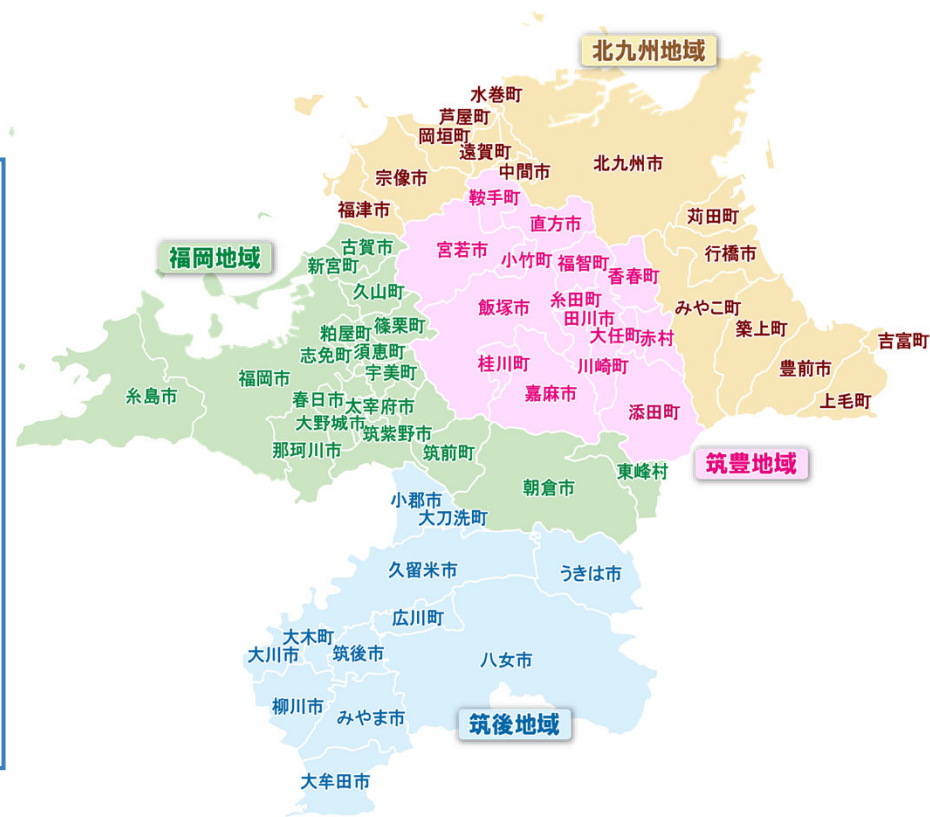 北九州地域
水巻町
芦屋町
岡垣町
遠賀町
中間市
北九州市
宗像市
福津市
苅田町
行橋市
みやこ町
築上町
吉富町
豊前市
上毛町
鞍手町
直方市
宮若市
小竹町
福智町
香春町
飯塚市
糸田町
田川市
大任町
赤村
桂川町
川崎町
嘉麻市
添田町
筑豊地域
福岡地域
古賀市
新宮町
久山町
粕屋町
篠栗町
志免町
須恵町
宇美町
福岡市
糸島市
春日市
太宰府市
大野城市
筑紫野市
那珂川市
筑前町
朝倉市
東峰村
小郡市
大刀洗町
久留米市
うきは市
広川町
大木町
大川市
筑後市
八女市
柳川市
みやま市
筑後地域
大牟田市